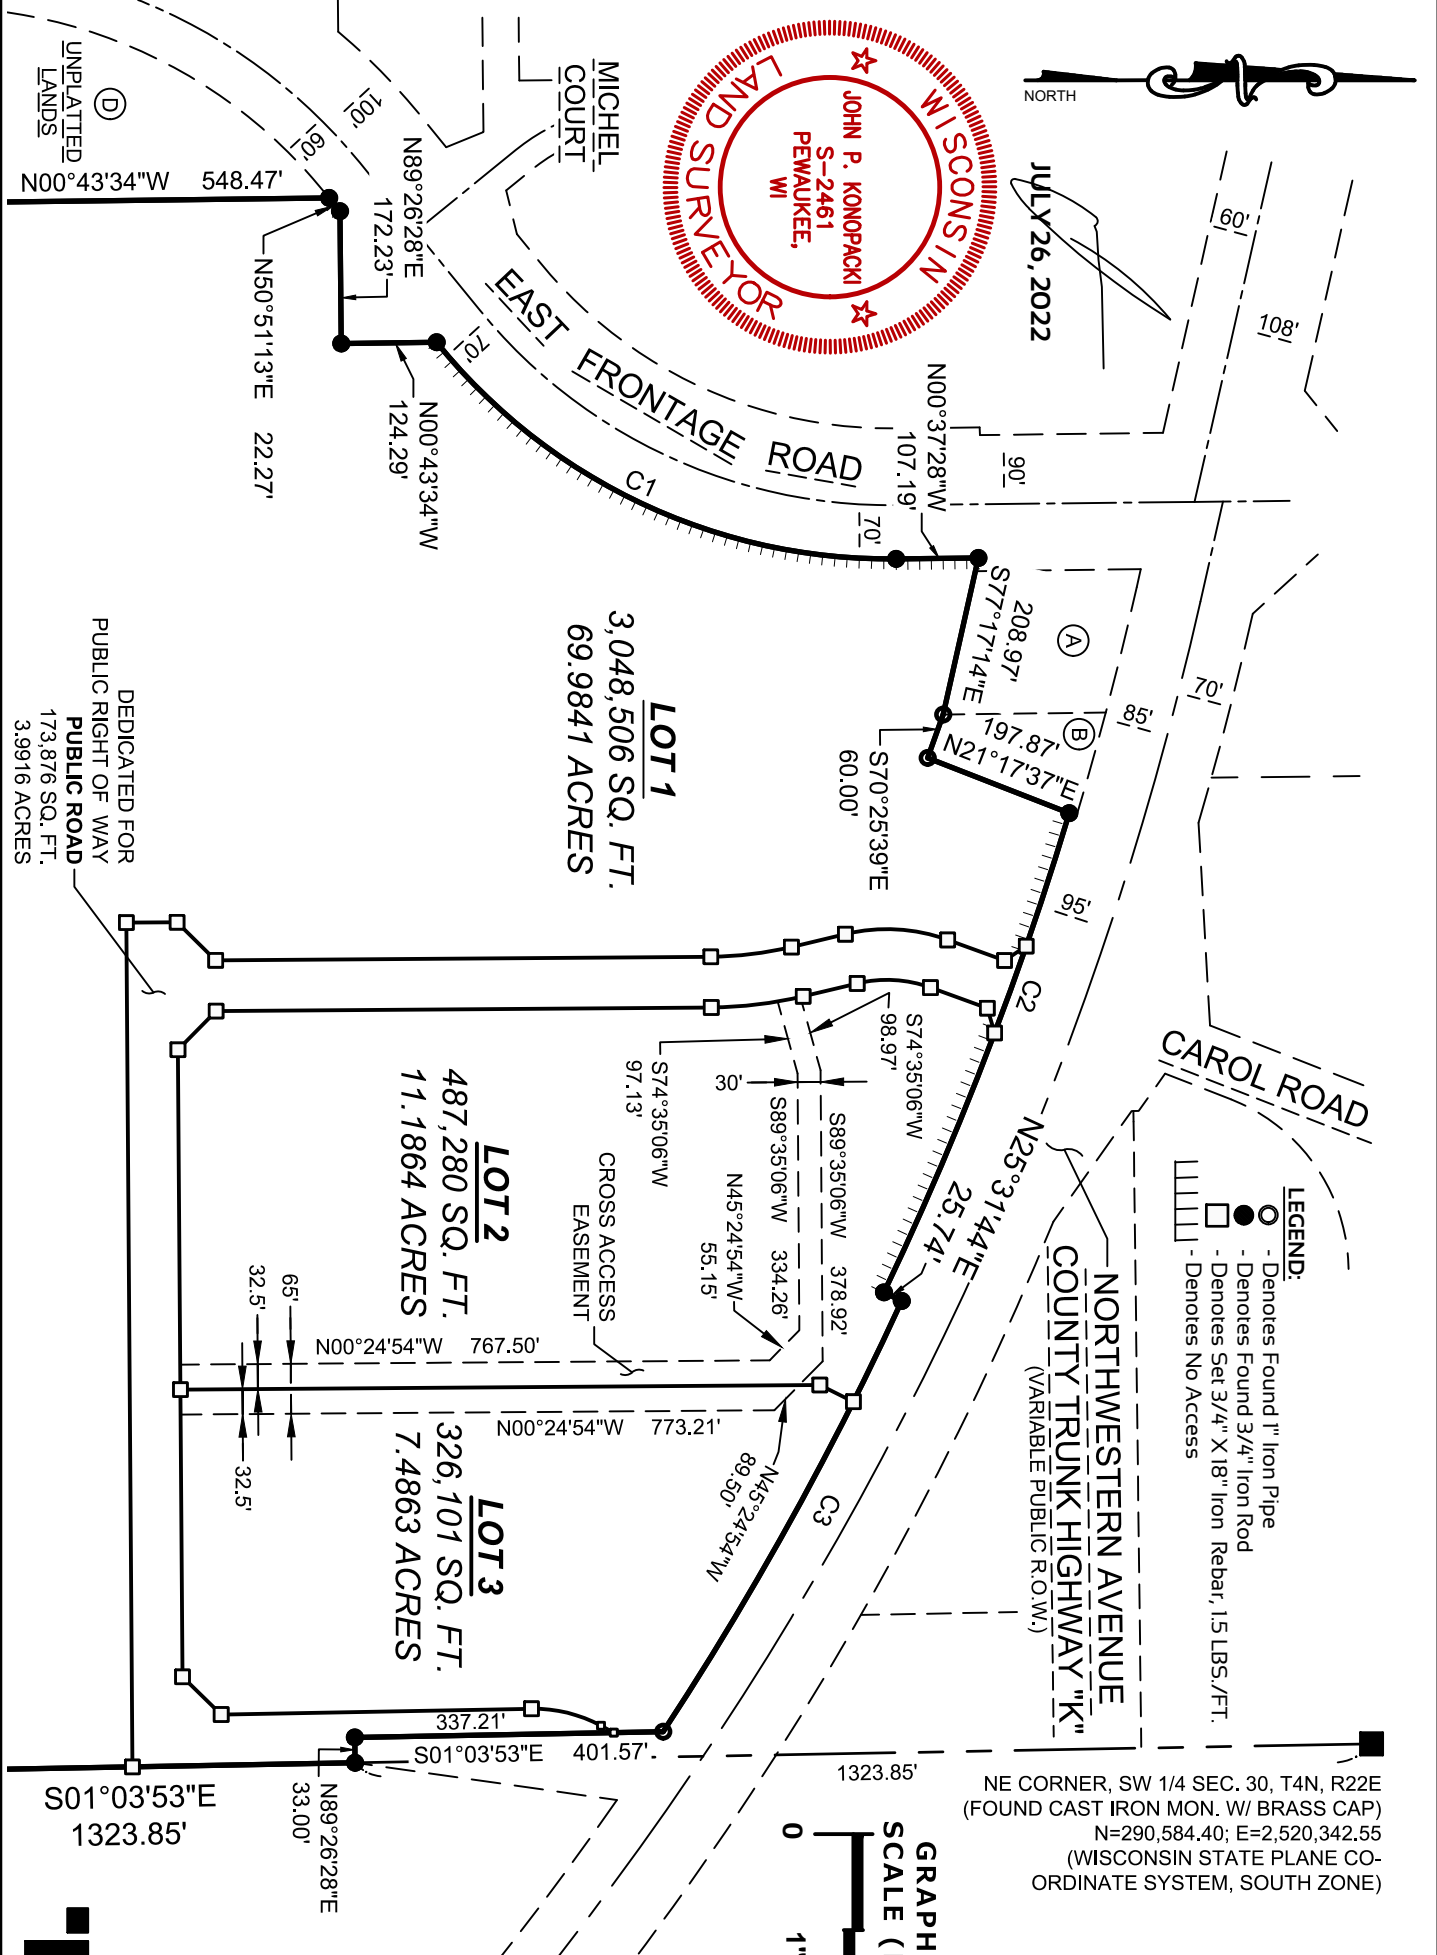 NORTH
JULY 26, 2022
WISCONSIN
JOHN P. KONOPACKI
S-2461
PEWAUKEE,
WI
LAND SURVEYOR
MICHEL
COURT
UNPLATTED
LANDS
D
N00°43'34"W 548.47'
100'
60'
N89°26'28"E
172.23'
N50°51'13"E 22.27'
N00°43'34"W
124.29'
70'
EAST FRONTAGE ROAD
C1
N00°37'28"W
107.19'
90'
70'
60'
108'
208.97'
S77°17'14"E
A
B
85'
70'
197.87'
N21°17'37"E
S70°25'39"E
60.00'
95'
LOT 1
3,048,506 SQ. FT.
69.9841 ACRES
DEDICATED FOR
PUBLIC RIGHT OF WAY
PUBLIC ROAD
173,876 SQ. FT.
3.9916 ACRES
C2
CAROL ROAD
N25°31'44"E
25.74'
S74°35'06"W
98.97'
S74°35'06"W
97.13'
30'
S89°35'06"W 378.92'
S89°35'06"W 334.26'
N45°24'54"W
55.15'
CROSS ACCESS
EASEMENT
LOT 2
487,280 SQ. FT.
11.1864 ACRES
65'
32.5'
32.5'
N00°24'54"W 767.50'
N00°24'54"W 773.21'
N45°24'54"W
89.50'
C3
LOT 3
326,101 SQ. FT.
7.4863 ACRES
LEGEND:
- Denotes Found 1" Iron Pipe
- Denotes Found 3/4" Iron Rod
- Denotes Set 3/4" X 18" Iron Rebar, 1.5 LBS./FT.
- Denotes No Access
NORTHWESTERN AVENUE
COUNTY TRUNK HIGHWAY "K"
(VARIABLE PUBLIC R.O.W.)
337.21'
S01°03'53"E 401.57'
1323.85'
N89°26'28"E
33.00'
S01°03'53"E
1323.85'
NE CORNER, SW 1/4 SEC. 30, T4N, R22E
(FOUND CAST IRON MON. W/ BRASS CAP)
N=290,584.40; E=2,520,342.55
(WISCONSIN STATE PLANE CO-
ORDINATE SYSTEM, SOUTH ZONE)
GRAPH
SCALE (
0
1"